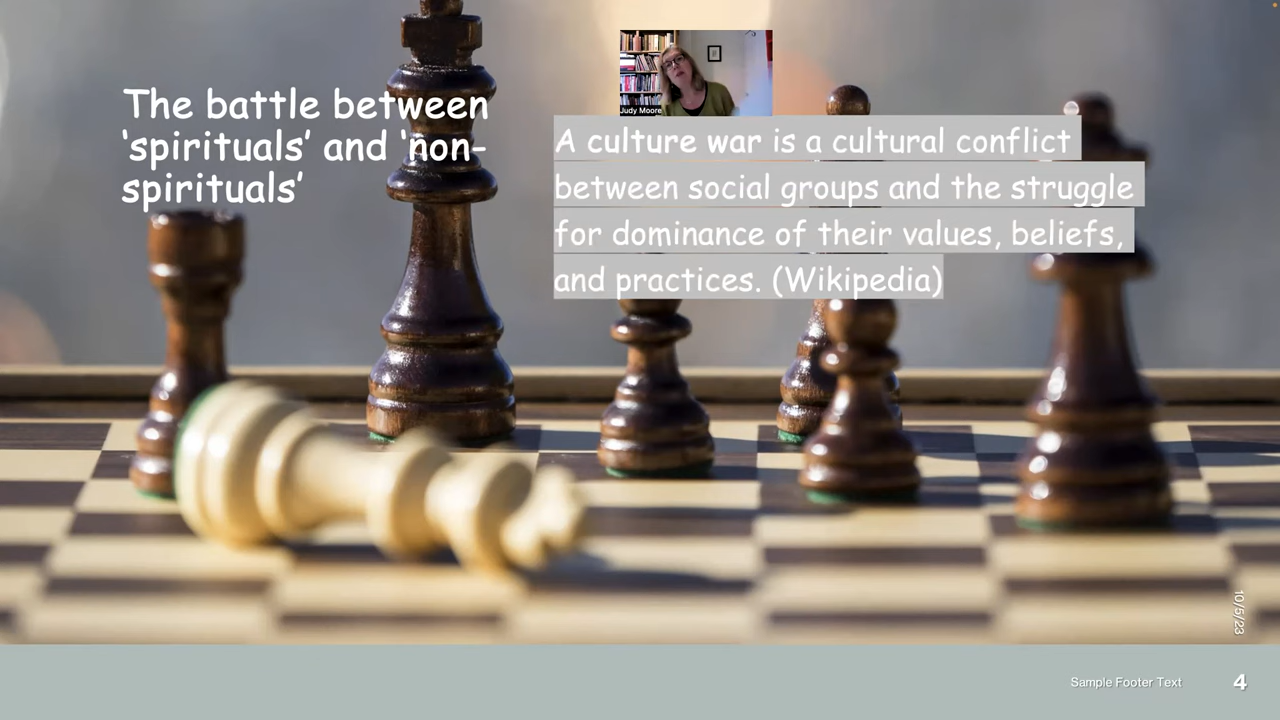 The battle between
‘spirituals’ and ‘non-
spirituals’
Judy Moore
A culture war is a cultural conflict
between social groups and the struggle
for dominance of their values, beliefs,
and practices. (Wikipedia)
10/5/23
Sample Footer Text
4